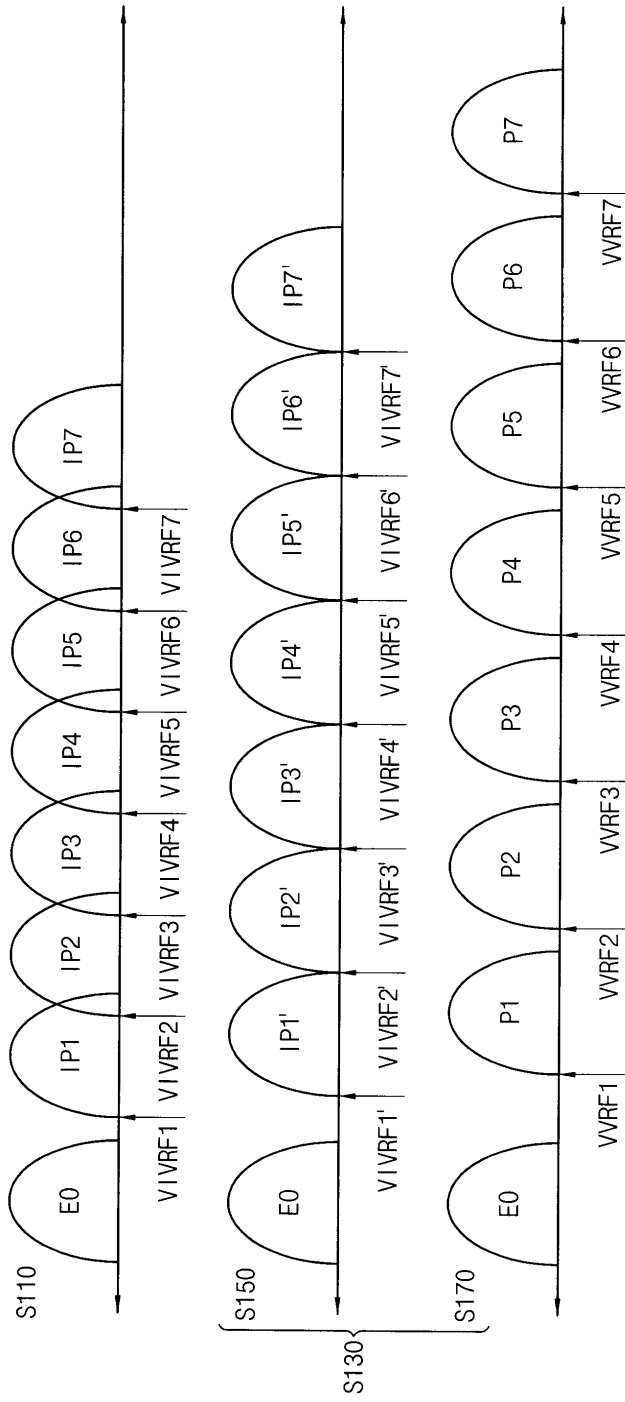 S110
E0 IP1 IP2 IP3 IP4 IP5 IP6 IP7
VIVRF1 VIVRF2 VIVRF3 VIVRF4 VIVRF5 VIVRF6 VIVRF7
S130
S150
E0 IP1' IP2' IP3' IP4' IP5' IP6' IP7'
VIVRF1' VIVRF2' VIVRF3' VIVRF4' VIVRF5' VIVRF6' VIVRF7'
S170
E0 P1 P2 P3 P4 P5 P6 P7
VVRF1 VVRF2 VVRF3 VVRF4 VVRF5 VVRF6 VVRF7